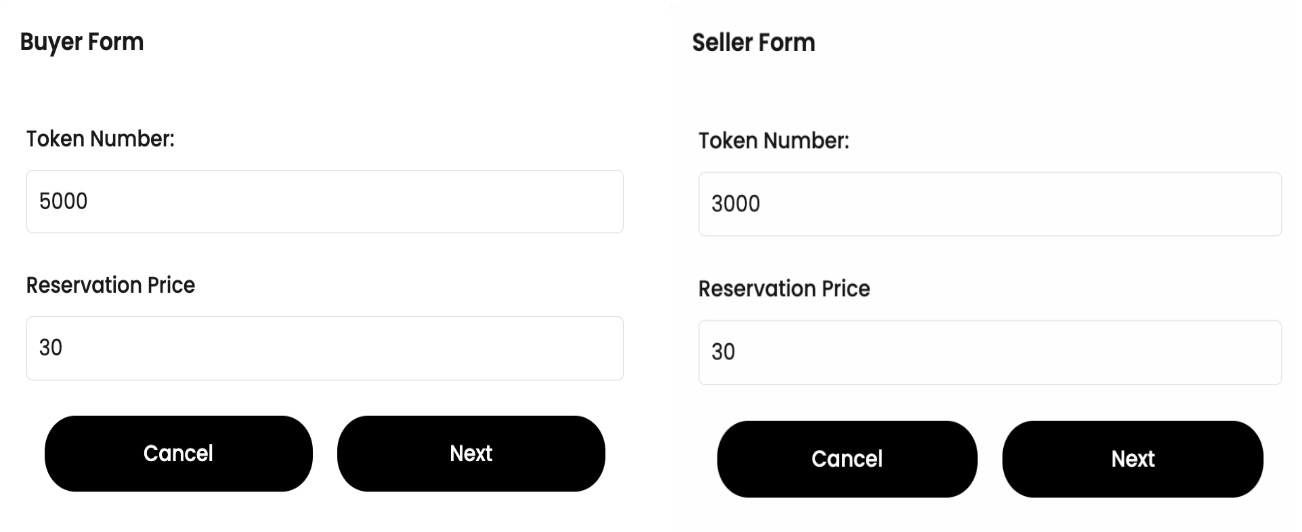 Buyer Form
Token Number:
5000
Reservation Price
30
Cancel Next
Seller Form
Token Number:
3000
Reservation Price
30
Cancel Next